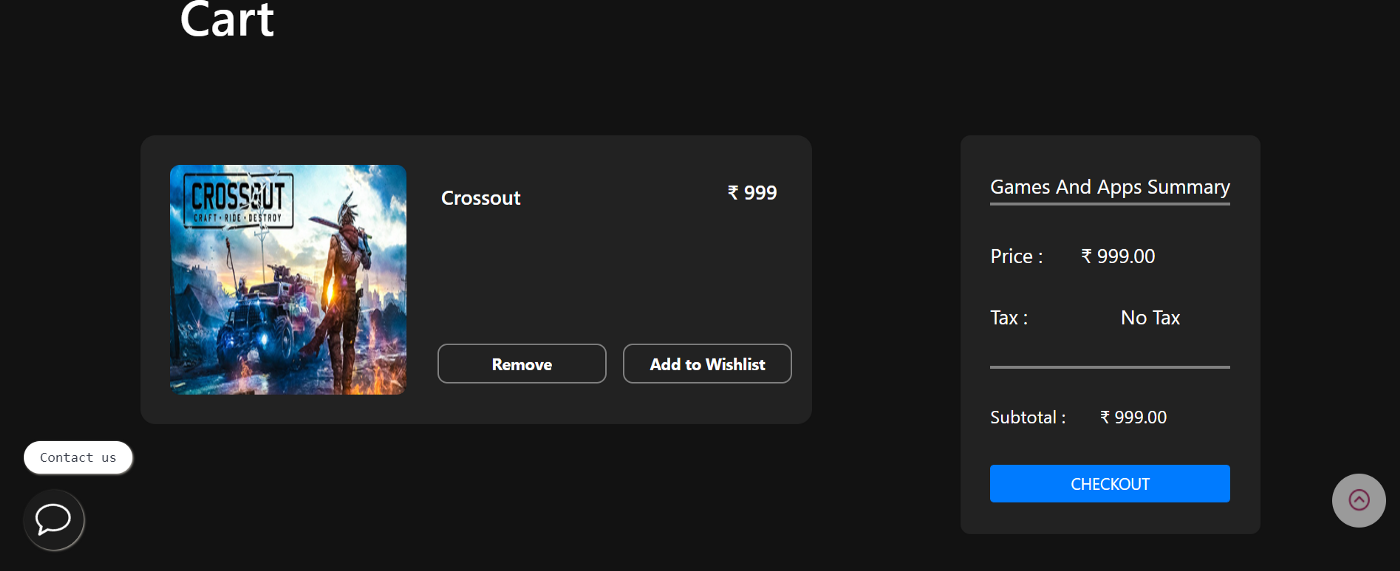 Cart
CROSSOUT
CRAFT • RIDE • DESTROY
Crossout
₹ 999
Remove
Add to Wishlist
Games And Apps Summary
Price : ₹ 999.00
Tax : No Tax
Subtotal : ₹ 999.00
CHECKOUT
Contact us